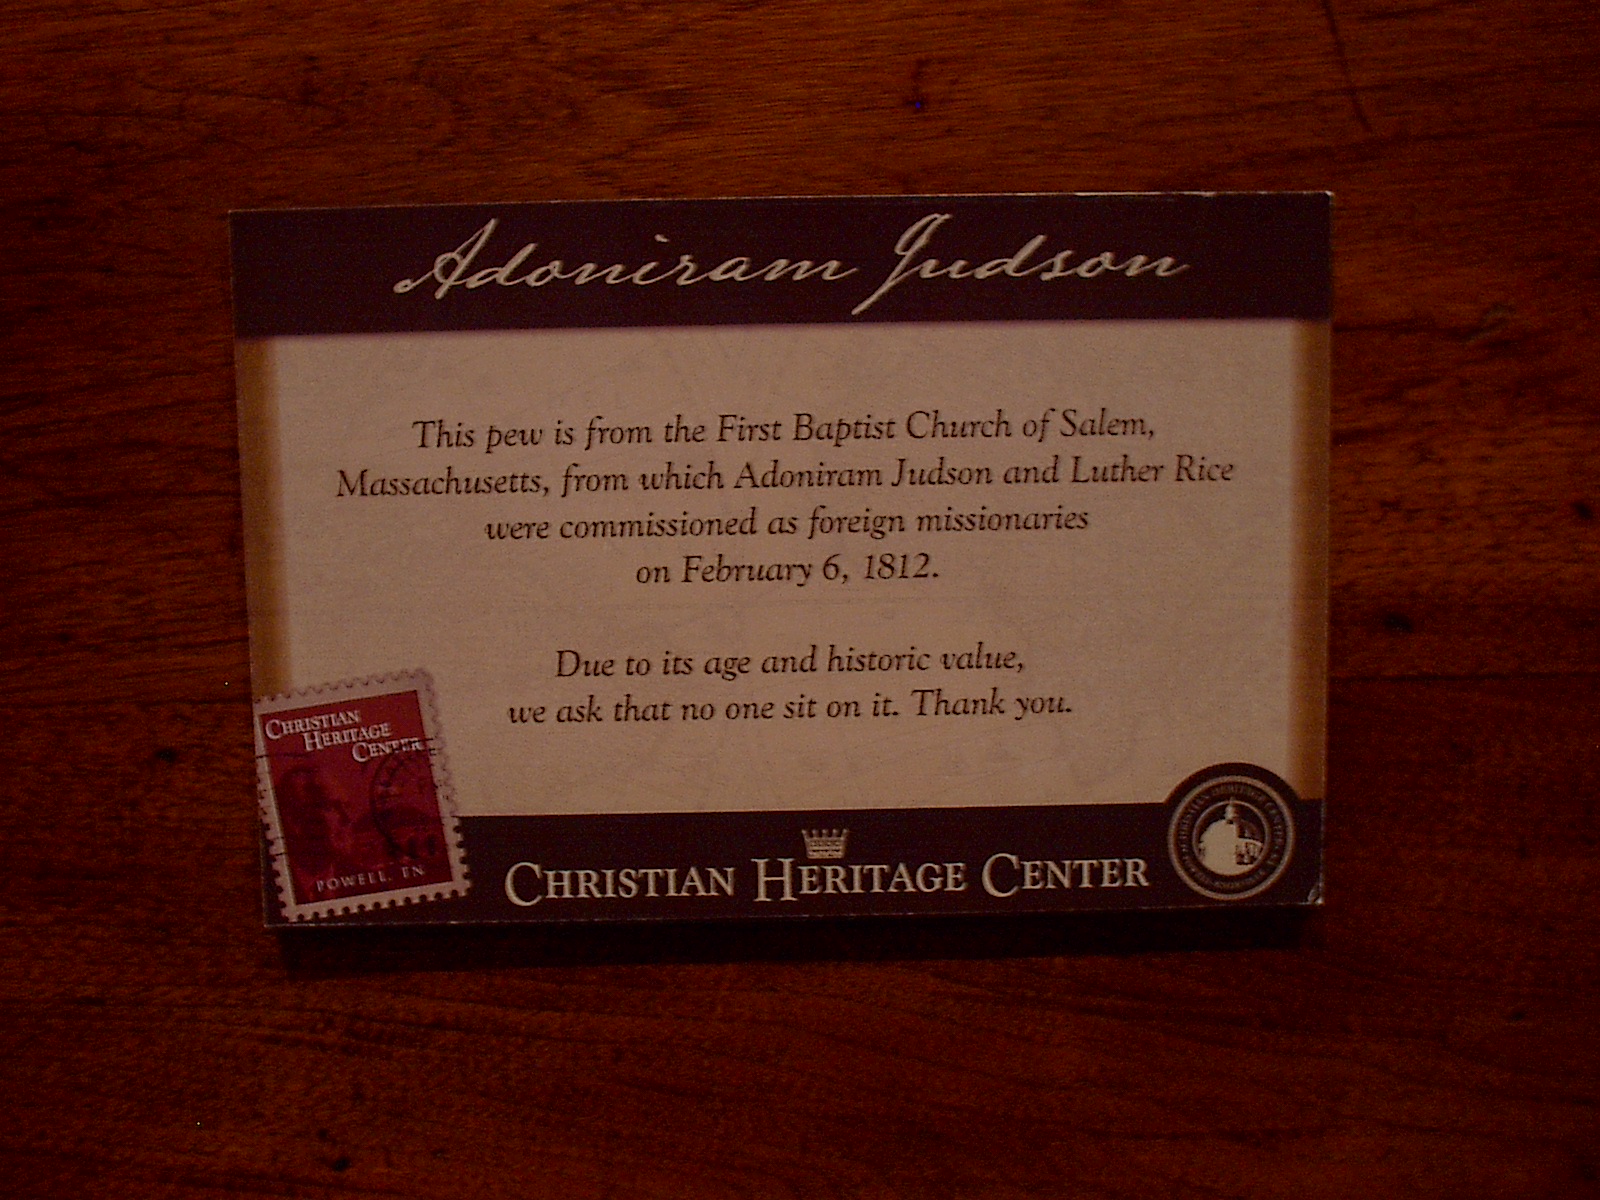 Adoniram Judson
This pew is from the First Baptist Church of Salem,
Massachusetts, from which Adoniram Judson and Luther Rice
were commissioned as foreign missionaries
on February 6, 1812.
Due to its age and historic value,
we ask that no one sit on it. Thank you.
CHRISTIAN
HERITAGE
CENTER
POWELL, TN
CHRISTIAN HERITAGE CENTER